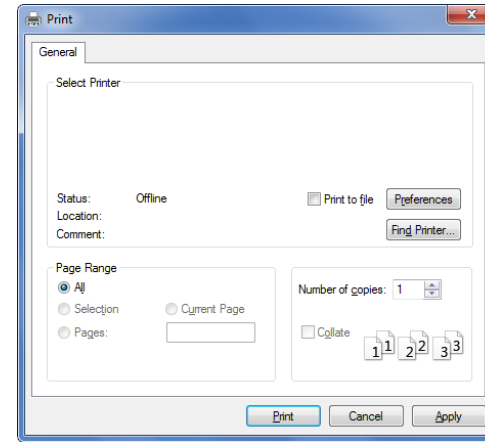 Print
General
Select Printer
Status: Offline
Print to file
Preferences
Location:
Comment:
Find Printer...
Page Range
All
Selection
Current Page
Pages:
Number of copies: 1
Collate
1 1 2 2 3 3
Print
Cancel
Apply